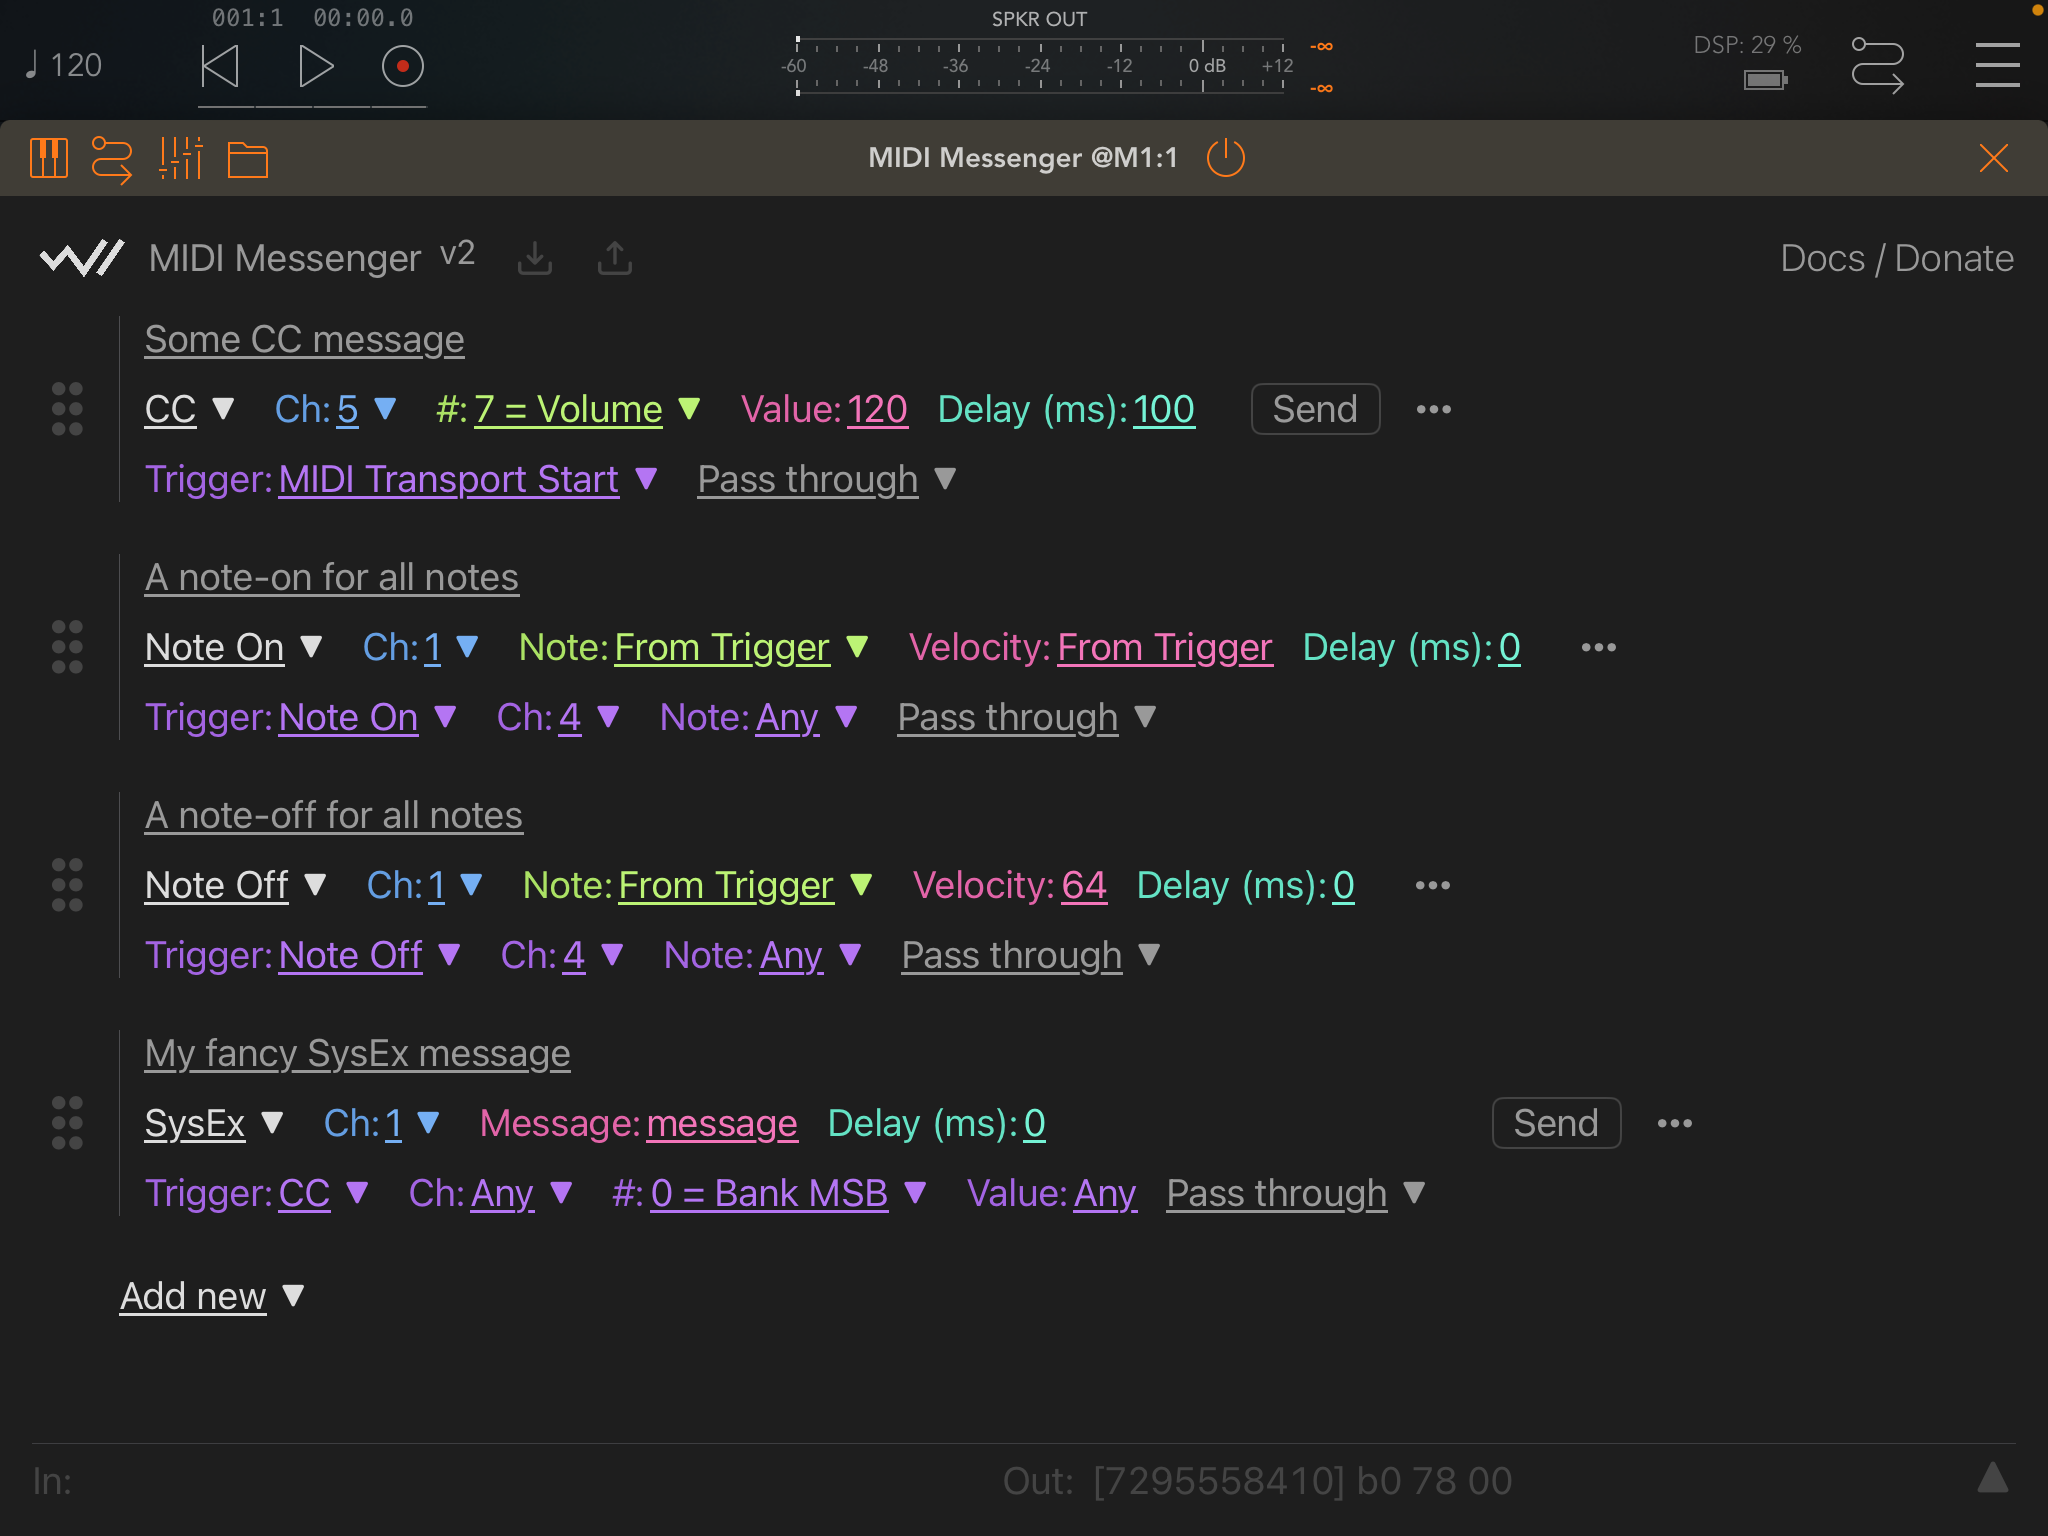 001:1 00:00.0
SPKR OUT
120
-60 -48 -36 -24 -12 0 dB +12
-∞
-∞
DSP: 29 %
MIDI Messenger @M1:1
MIDI Messenger v2
Docs / Donate
Some CC message
CC ▼ Ch: 5 ▼ #: 7 = Volume ▼ Value: 120 Delay (ms): 100 Send •••
Trigger: MIDI Transport Start ▼ Pass through ▼
A note-on for all notes
Note On ▼ Ch: 1 ▼ Note: From Trigger ▼ Velocity: From Trigger Delay (ms): 0 •••
Trigger: Note On ▼ Ch: 4 ▼ Note: Any ▼ Pass through ▼
A note-off for all notes
Note Off ▼ Ch: 1 ▼ Note: From Trigger ▼ Velocity: 64 Delay (ms): 0 •••
Trigger: Note Off ▼ Ch: 4 ▼ Note: Any ▼ Pass through ▼
My fancy SysEx message
SysEx ▼ Ch: 1 ▼ Message: message Delay (ms): 0 Send •••
Trigger: CC ▼ Ch: Any ▼ #: 0 = Bank MSB ▼ Value: Any Pass through ▼
Add new ▼
In:
Out: [7295558410] b0 78 00